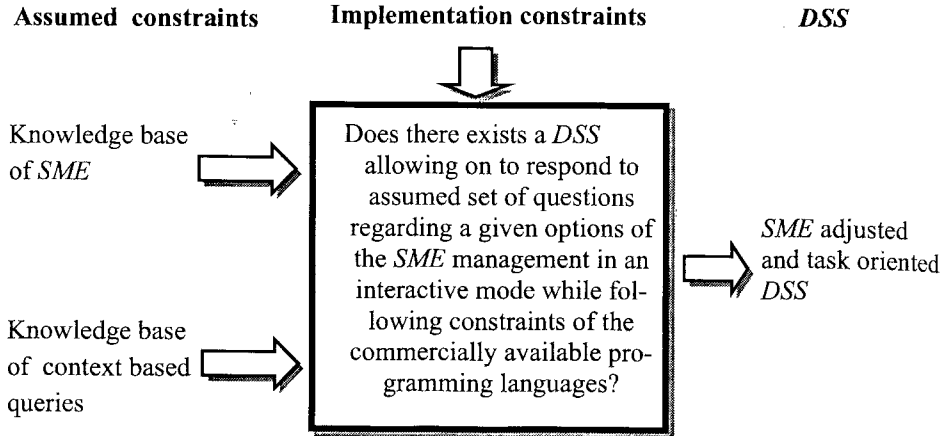 Assumed constraints
Implementation constraints
DSS
Knowledge base
of SME
Does there exists a DSS
allowing on to respond to
assumed set of questions
regarding a given options of
the SME management in an
interactive mode while fol-
lowing constraints of the
commercially available pro-
gramming languages?
SME adjusted
and task oriented
DSS
Knowledge base
of context based
queries